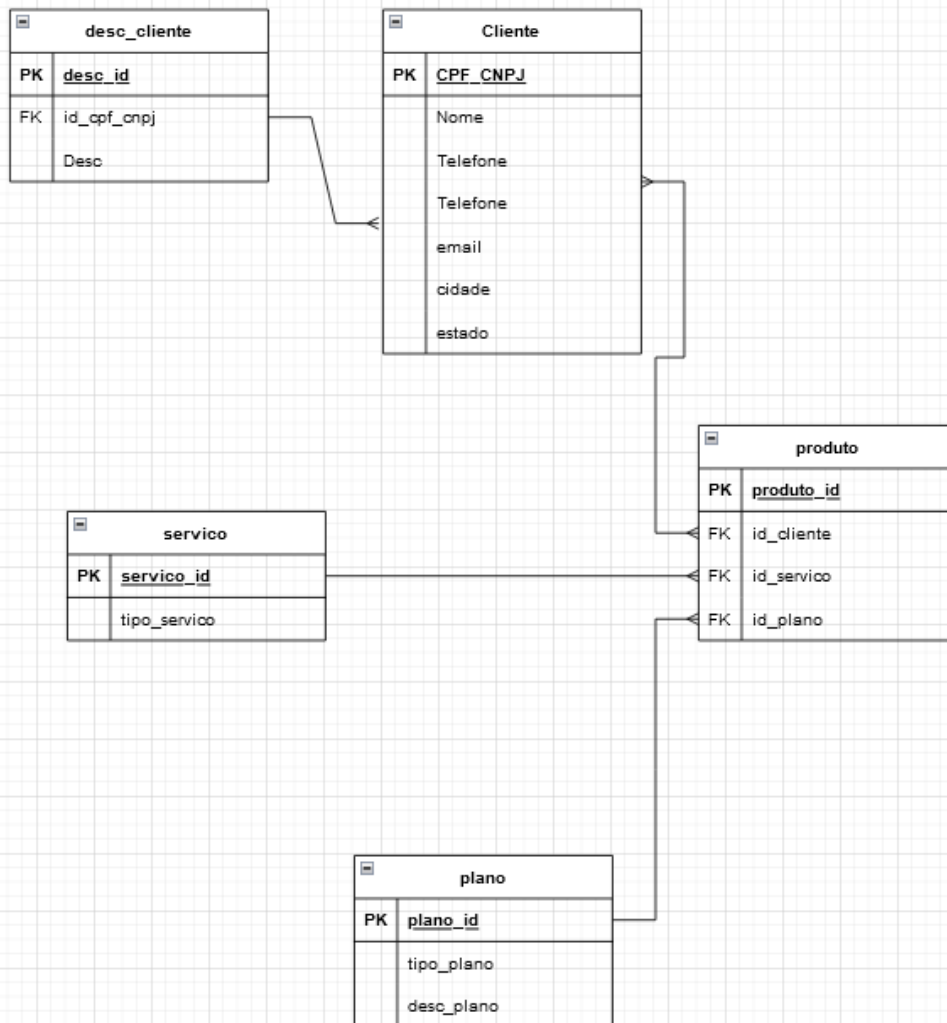 desc_cliente
PK desc_id
FK id_cpf_cnpj
Desc
Cliente
PK CPF_CNPJ
Nome
Telefone
Telefone
email
cidade
estado
produto
PK produto_id
FK id_cliente
FK id_servico
FK id_plano
servico
PK servico_id
tipo_servico
plano
PK plano_id
tipo_plano
desc_plano